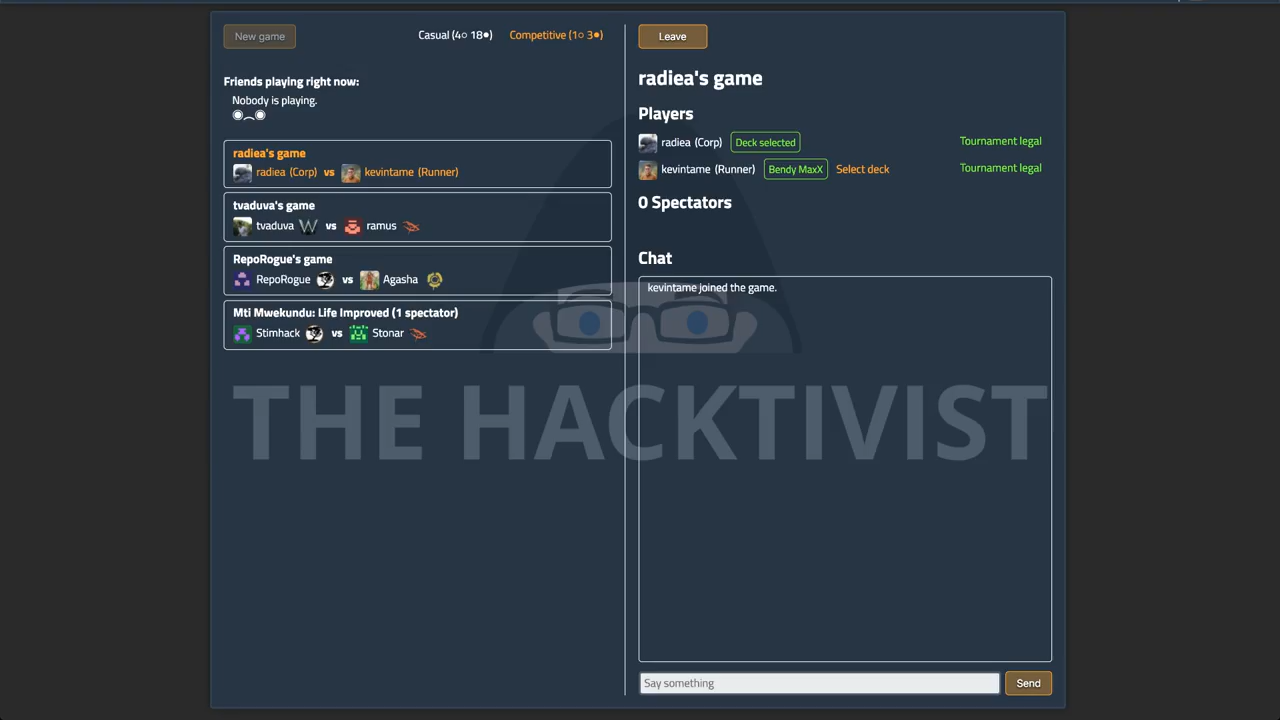 New game
Casual (4○ 18●)
Competitive (1○ 3●)
Friends playing right now:
Nobody is playing.
◉︵◉
radiea's game
radiea (Corp) vs kevintame (Runner)
tvaduva's game
tvaduva vs ramus
RepoRogue's game
RepoRogue vs Agasha
Mti Mwekundu: Life Improved (1 spectator)
Stimhack vs Stonar
Leave
radiea's game
Players
radiea (Corp) Deck selected Tournament legal
kevintame (Runner) Bendy MaxX Select deck Tournament legal
0 Spectators
Chat
kevintame joined the game.
THE HACKTIVIST
Say something
Send